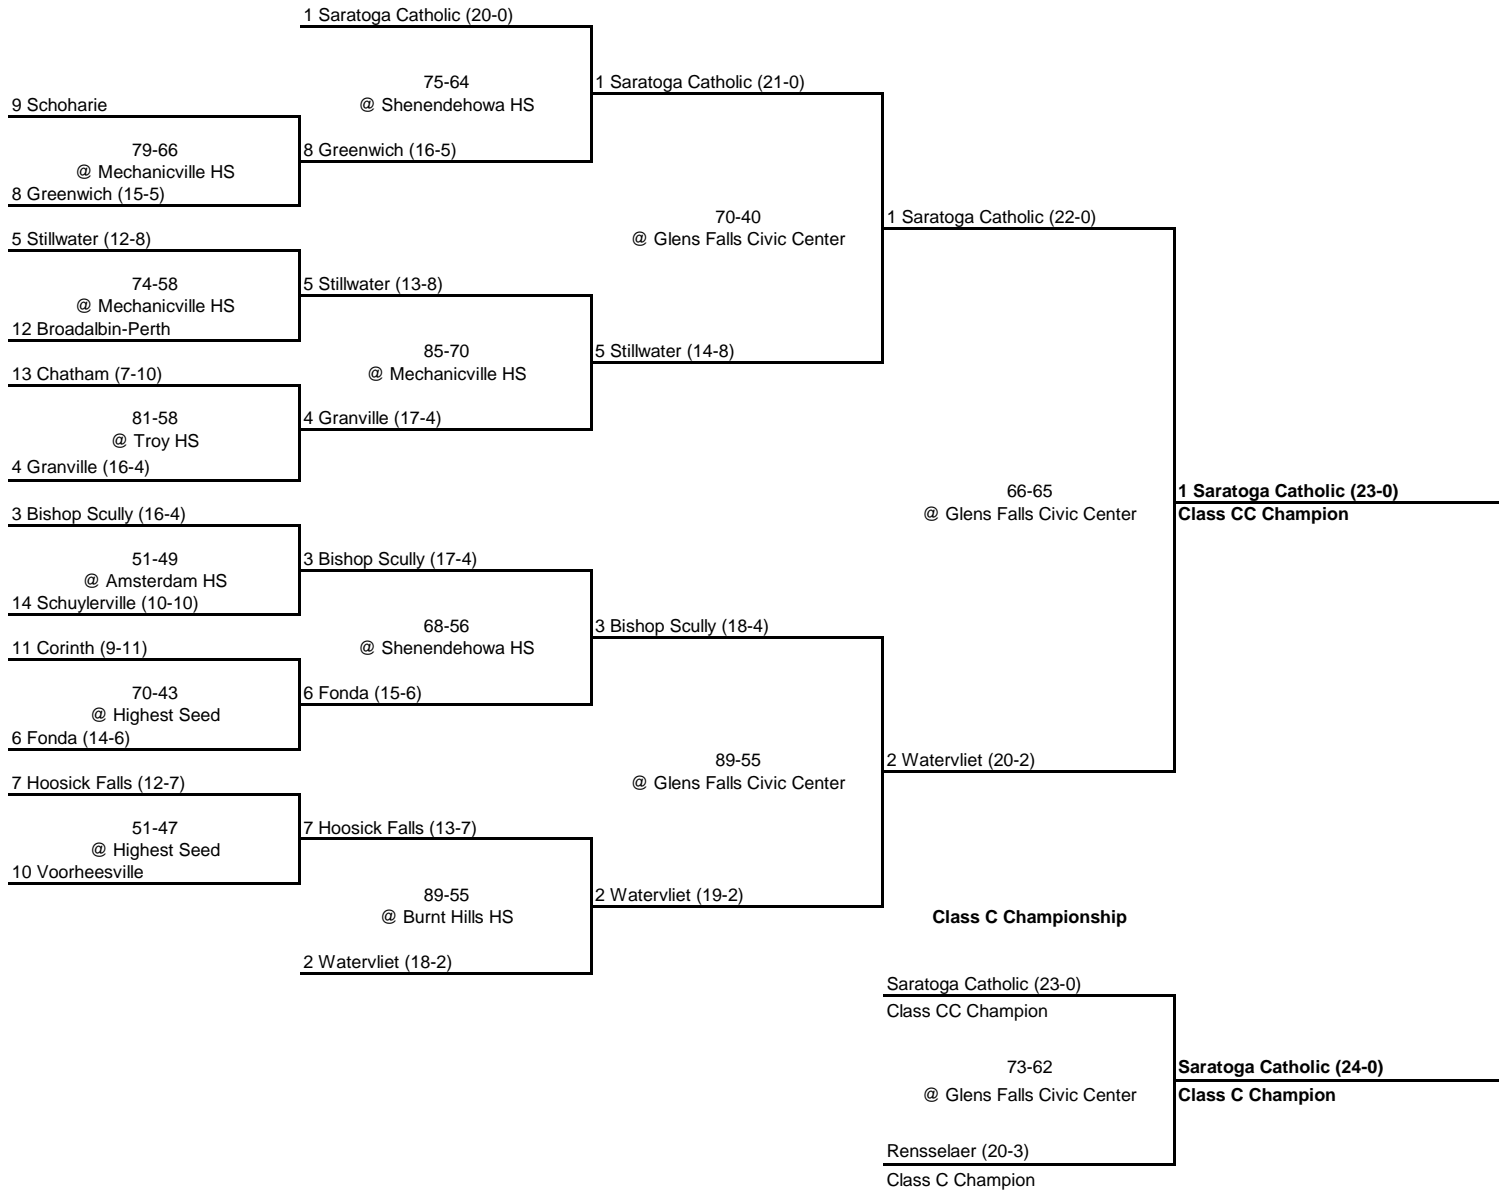 1 Saratoga Catholic (20-0)
75-64
@ Shenendehowa HS
1 Saratoga Catholic (21-0)
9 Schoharie
79-66
@ Mechanicville HS
8 Greenwich (16-5)
8 Greenwich (15-5)
70-40
@ Glens Falls Civic Center
1 Saratoga Catholic (22-0)
5 Stillwater (12-8)
74-58
@ Mechanicville HS
5 Stillwater (13-8)
12 Broadalbin-Perth
85-70
@ Mechanicville HS
5 Stillwater (14-8)
13 Chatham (7-10)
81-58
@ Troy HS
4 Granville (17-4)
4 Granville (16-4)
66-65
@ Glens Falls Civic Center
1 Saratoga Catholic (23-0)
Class CC Champion
3 Bishop Scully (16-4)
51-49
@ Amsterdam HS
3 Bishop Scully (17-4)
14 Schuylerville (10-10)
68-56
@ Shenendehowa HS
3 Bishop Scully (18-4)
11 Corinth (9-11)
70-43
@ Highest Seed
6 Fonda (15-6)
6 Fonda (14-6)
89-55
@ Glens Falls Civic Center
2 Watervliet (20-2)
7 Hoosick Falls (12-7)
51-47
@ Highest Seed
7 Hoosick Falls (13-7)
10 Voorheesville
89-55
@ Burnt Hills HS
2 Watervliet (19-2)
2 Watervliet (18-2)
Class C Championship
Saratoga Catholic (23-0)
Class CC Champion
73-62
@ Glens Falls Civic Center
Saratoga Catholic (24-0)
Class C Champion
Rensselaer (20-3)
Class C Champion